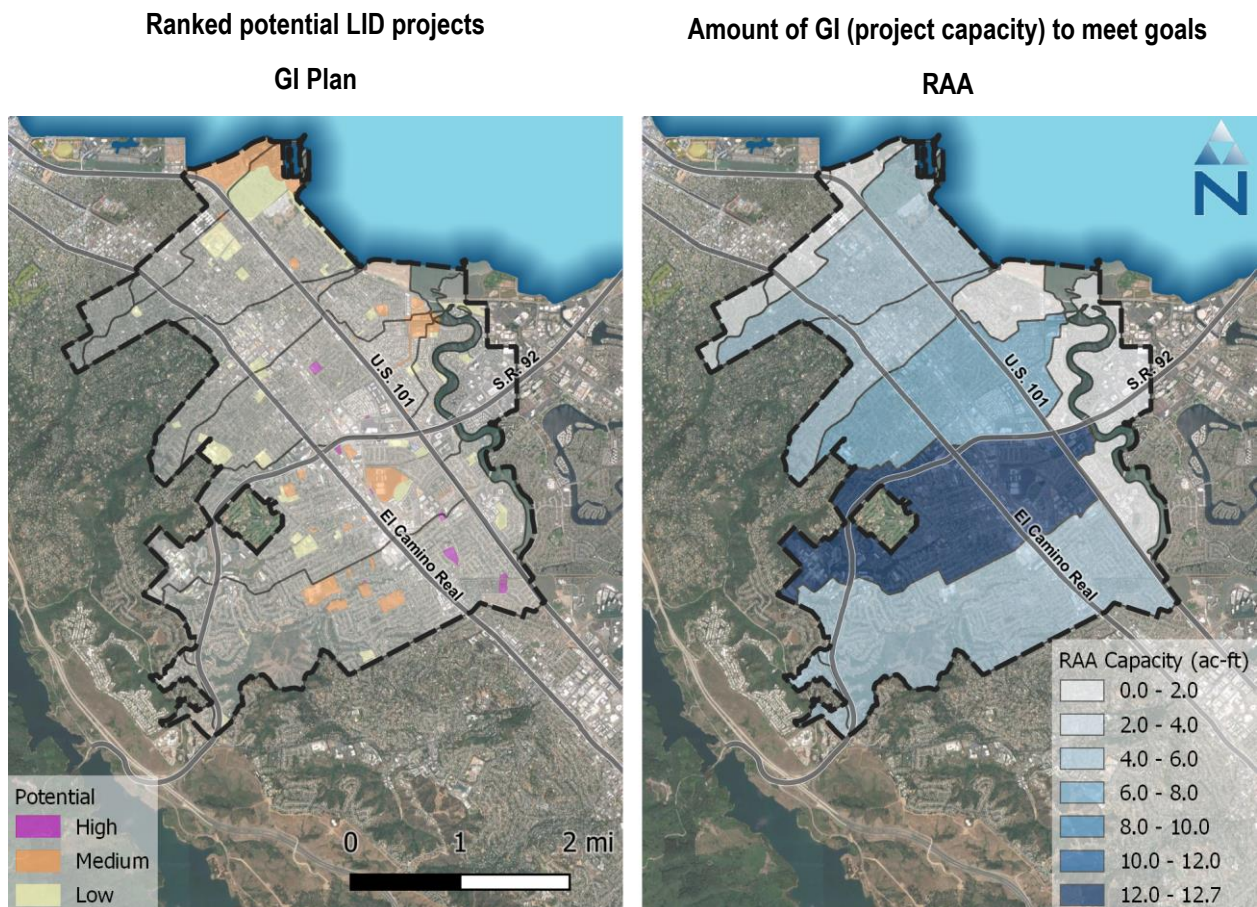 Ranked potential LID projects
GI Plan
Amount of GI (project capacity) to meet goals
RAA
U.S. 101
S.R. 92
El Camino Real
Potential
High
Medium
Low
0 1 2 mi
N
U.S. 101
S.R. 92
El Camino Real
RAA Capacity (ac-ft)
0.0 - 2.0
2.0 - 4.0
4.0 - 6.0
6.0 - 8.0
8.0 - 10.0
10.0 - 12.0
12.0 - 12.7